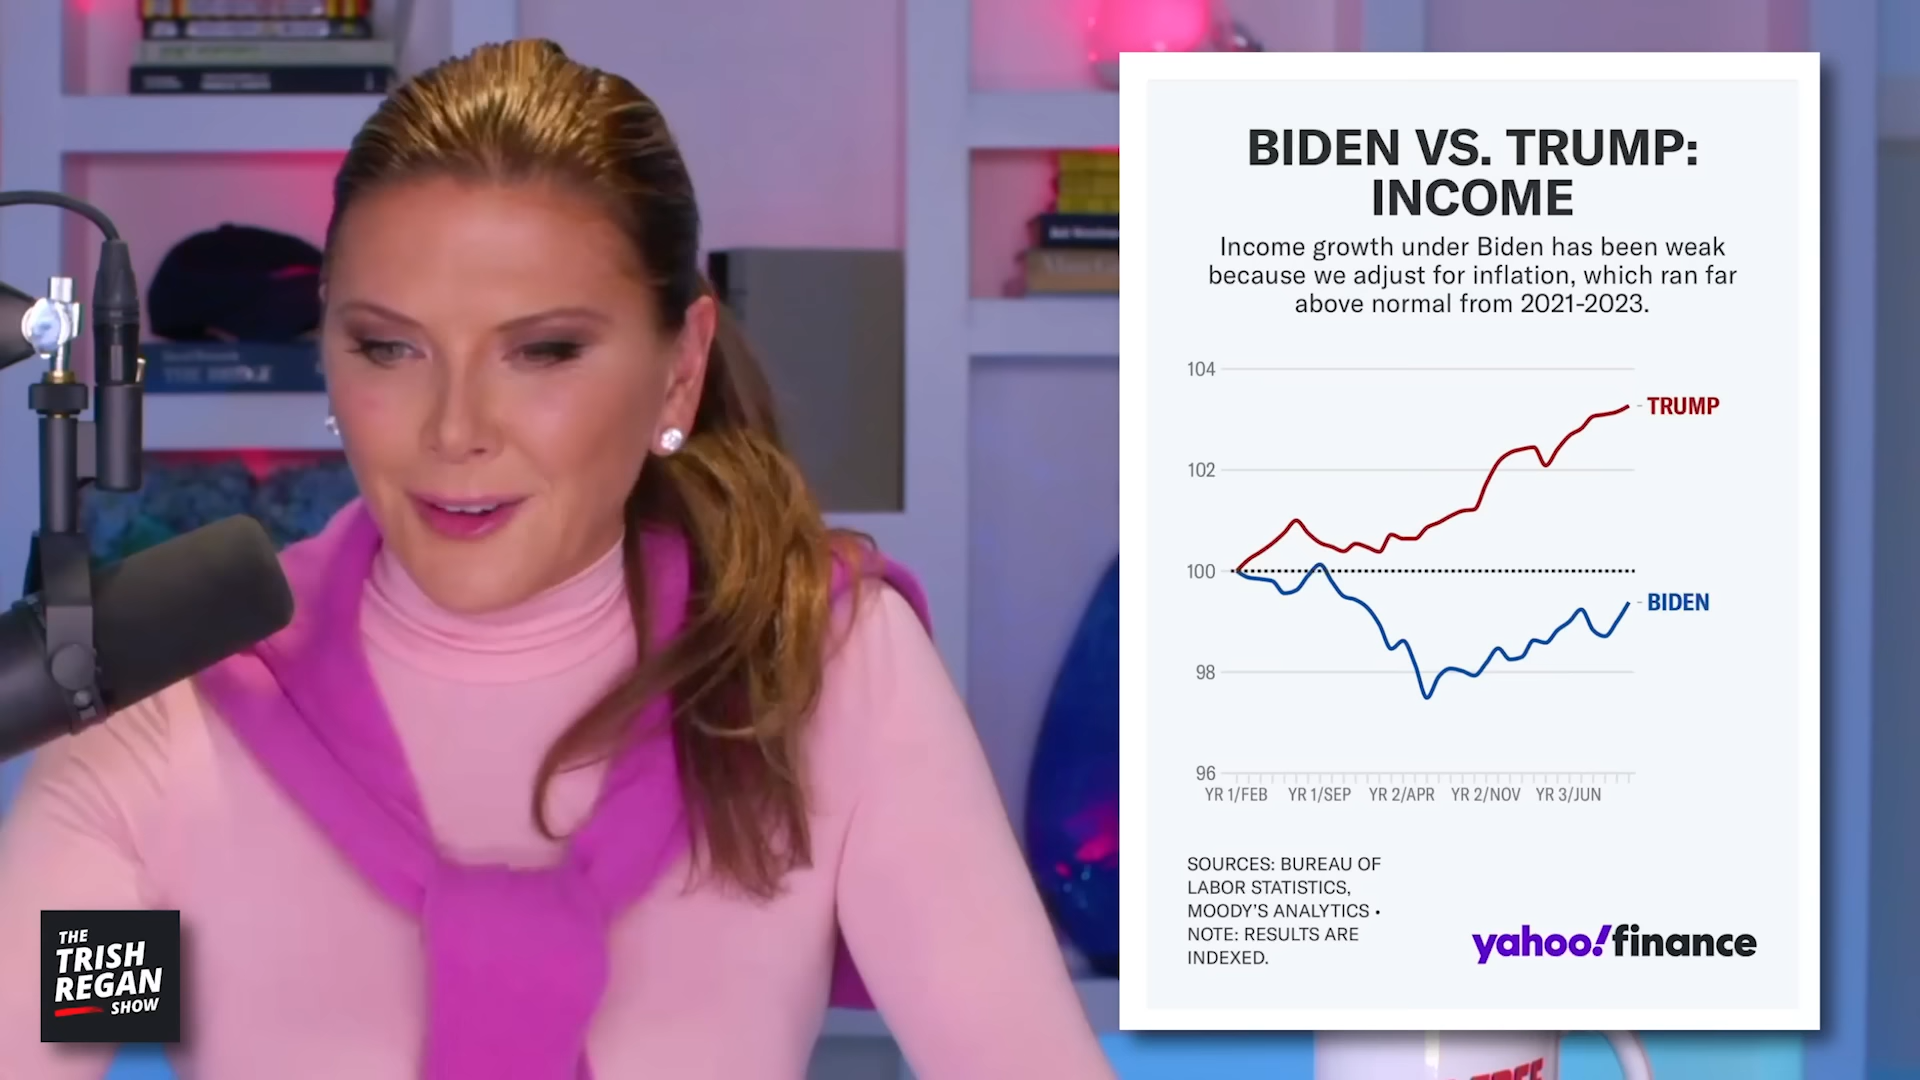 BIDEN VS. TRUMP:
INCOME
Income growth under Biden has been weak
because we adjust for inflation, which ran far
above normal from 2021-2023.
104
TRUMP
102
100
BIDEN
98
96
YR 1/FEB YR 1/SEP YR 2/APR YR 2/NOV YR 3/JUN
SOURCES: BUREAU OF
LABOR STATISTICS,
MOODY'S ANALYTICS •
NOTE: RESULTS ARE
INDEXED.
yahoo!finance
THE
TRISH
REGAN
SHOW